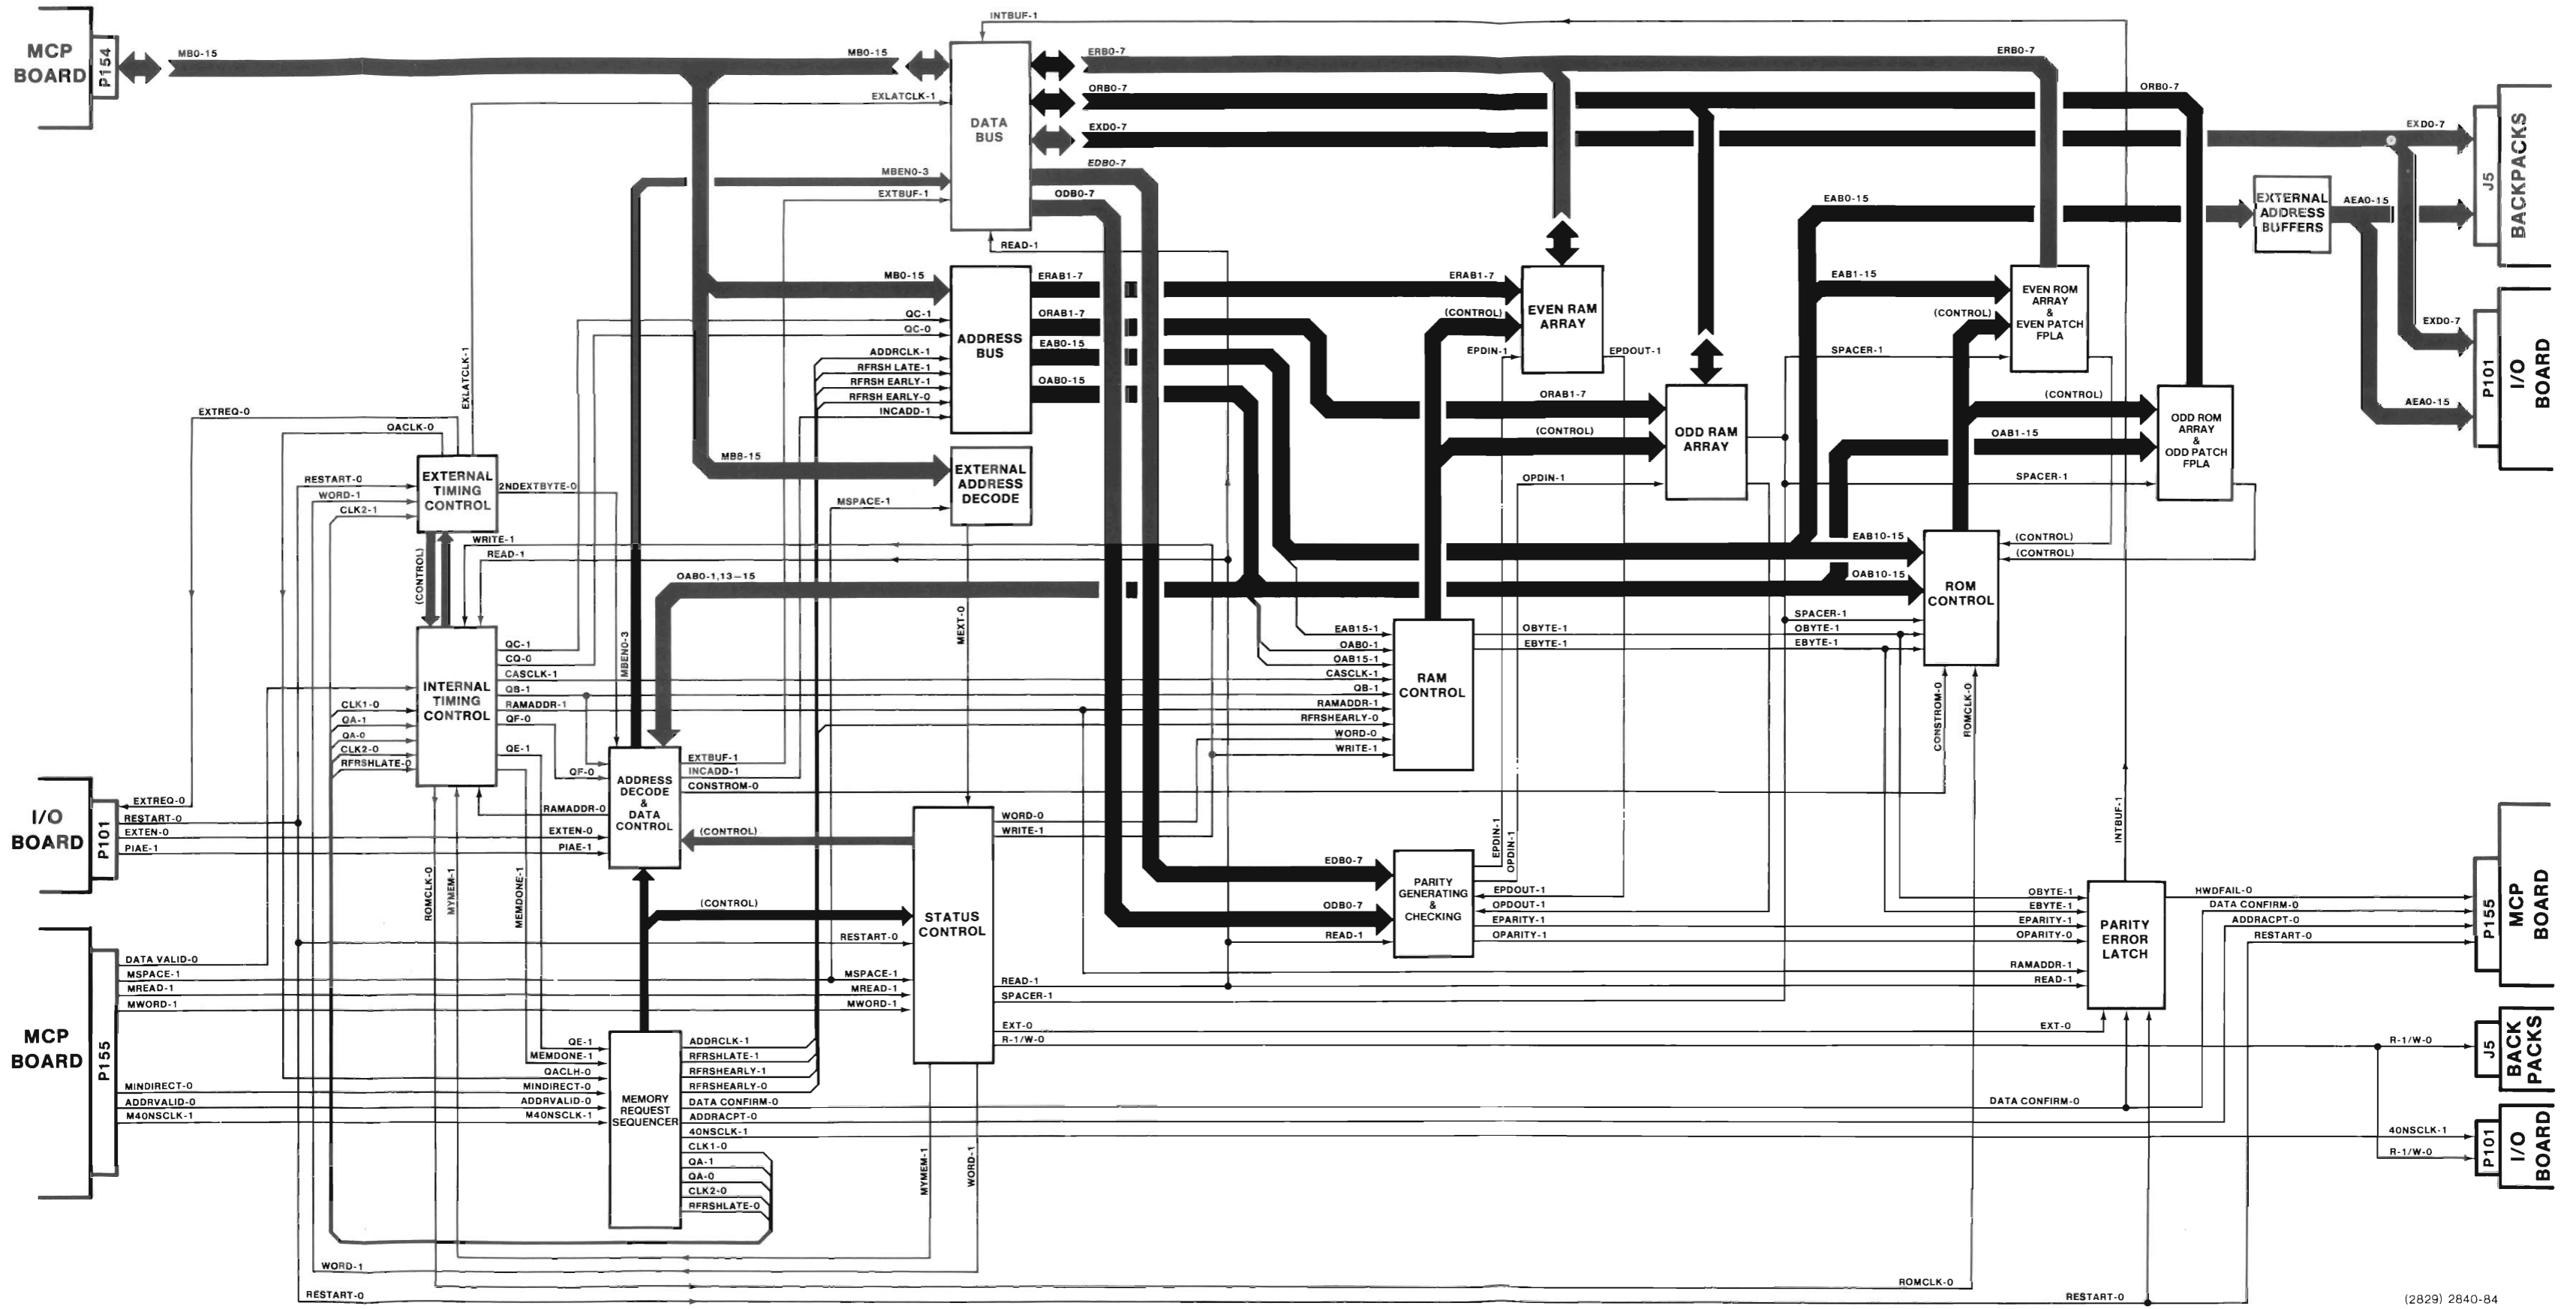 INTBUF-1
MCP
BOARD
P154
MB0-15
MB0-15
EXLATCLK-1
DATA
BUS
ERB0-7
ERB0-7
ORB0-7
ORB0-7
EXD0-7
EXD0-7
J5
BACKPACKS
MBEN0-3
EXTBUF-1
EDB0-7
ODB0-7
READ-1
EAB0-15
EXTERNAL
ADDRESS
BUFFERS
AEA0-15
MB0-15
QC-1
QC-0
ADDRCLK-1
RFRSH LATE-1
RFRSH EARLY-1
RFRSH EARLY-0
INCADD-1
ADDRESS
BUS
ERAB1-7
ORAB1-7
EAB0-15
OAB0-15
ERAB1-7
(CONTROL)
EPDIN-1
EVEN RAM
ARRAY
EPDOUT-1
EAB1-15
(CONTROL)
SPACER-1
EVEN ROM
ARRAY
&
EVEN PATCH
FPLA
EXD0-7
AEA0-15
P101
I/O
BOARD
ORAB1-7
(CONTROL)
OPDIN-1
ODD RAM
ARRAY
(CONTROL)
OAB1-15
SPACER-1
ODD ROM
ARRAY
&
ODD PATCH
FPLA
EXLATCLK-1
EXTREQ-0
QACLK-0
RESTART-0
WORD-1
CLK2-1
EXTERNAL
TIMING
CONTROL
2NDEXTBYTE-0
MB8-15
MSPACE-1
EXTERNAL
ADDRESS
DECODE
WRITE-1
READ-1
(CONTROL)
OAB0-1,13-15
MEXT-0
EAB10-15
OAB10-15
(CONTROL)
(CONTROL)
SPACER-1
OBYTE-1
EBYTE-1
ROM
CONTROL
CONSTROM-0
ROMCLK-0
QC-1
CQ-0
CASCLK-1
QB-1
RAMADDR-1
QF-0
QE-1
INTERNAL
TIMING
CONTROL
CLK1-0
QA-1
QA-0
CLK2-0
RFRSHLATE-0
MBEN0-3
EAB15-1
OAB0-1
OAB15-1
CASCLK-1
QB-1
RAMADDR-1
RFRSHEARLY-0
WORD-0
WRITE-1
RAM
CONTROL
OBYTE-1
EBYTE-1
QF-0
RAMADDR-0
EXTEN-0
PIAE-1
ADDRESS
DECODE
&
DATA
CONTROL
EXTBUF-1
INCADD-1
CONSTROM-0
(CONTROL)
(CONTROL)
I/O
BOARD
P101
EXTREQ-0
RESTART-0
EXTEN-0
PIAE-1
ROMCLK-0
MYMEM-1
MEMDONE-1
WORD-0
WRITE-1
STATUS
CONTROL
RESTART-0
MSPACE-1
MREAD-1
MWORD-1
READ-1
SPACER-1
EXT-0
R-1/W-0
EDB0-7
ODB0-7
READ-1
PARITY
GENERATING
&
CHECKING
EPDIN-1
OPDIN-1
EPDOUT-1
OPDOUT-1
EPARITY-1
OPARITY-1
INTBUF-1
OBYTE-1
EBYTE-1
EPARITY-1
OPARITY-0
RAMADDR-1
READ-1
EXT-0
PARITY
ERROR
LATCH
HWDFAIL-0
DATA CONFIRM-0
ADDRACPT-0
RESTART-0
P155
MCP
BOARD
MCP
BOARD
P155
DATA VALID-0
MSPACE-1
MREAD-1
MWORD-1
MINDIRECT-0
ADDRVALID-0
M40NSCLK-1
QE-1
MEMDONE-1
QACLH-0
MINDIRECT-0
ADDRVALID-0
M40NSCLK-1
MEMORY
REQUEST
SEQUENCER
ADDRCLK-1
RFRSHLATE-1
RFRSHEARLY-1
RFRSHEARLY-0
DATA CONFIRM-0
ADDRACPT-0
40NSCLK-1
CLK1-0
QA-1
QA-0
CLK2-0
RFRSHLATE-0
MYMEM-1
WORD-1
DATA CONFIRM-0
R-1/W-0
J5
BACK
PACKS
40NSCLK-1
R-1/W-0
P101
I/O
BOARD
WORD-1
ROMCLK-0
RESTART-0
RESTART-0
(2829) 2840-84